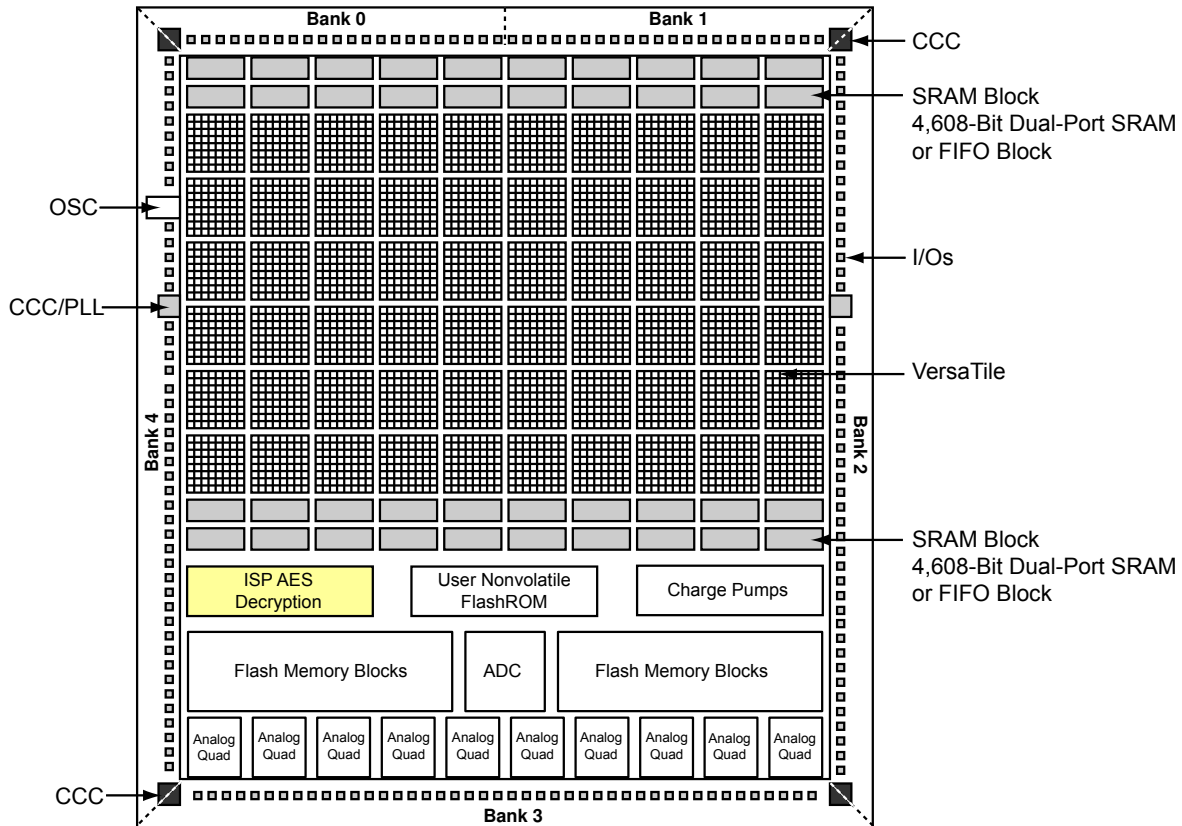 Bank 0
Bank 1
CCC
SRAM Block
4,608-Bit Dual-Port SRAM
or FIFO Block
OSC
I/Os
CCC/PLL
VersaTile
Bank 4
Bank 2
SRAM Block
4,608-Bit Dual-Port SRAM
or FIFO Block
ISP AES
Decryption
User Nonvolatile
FlashROM
Charge Pumps
Flash Memory Blocks
ADC
Flash Memory Blocks
Analog
Quad
Analog
Quad
Analog
Quad
Analog
Quad
Analog
Quad
Analog
Quad
Analog
Quad
Analog
Quad
Analog
Quad
Analog
Quad
CCC
Bank 3